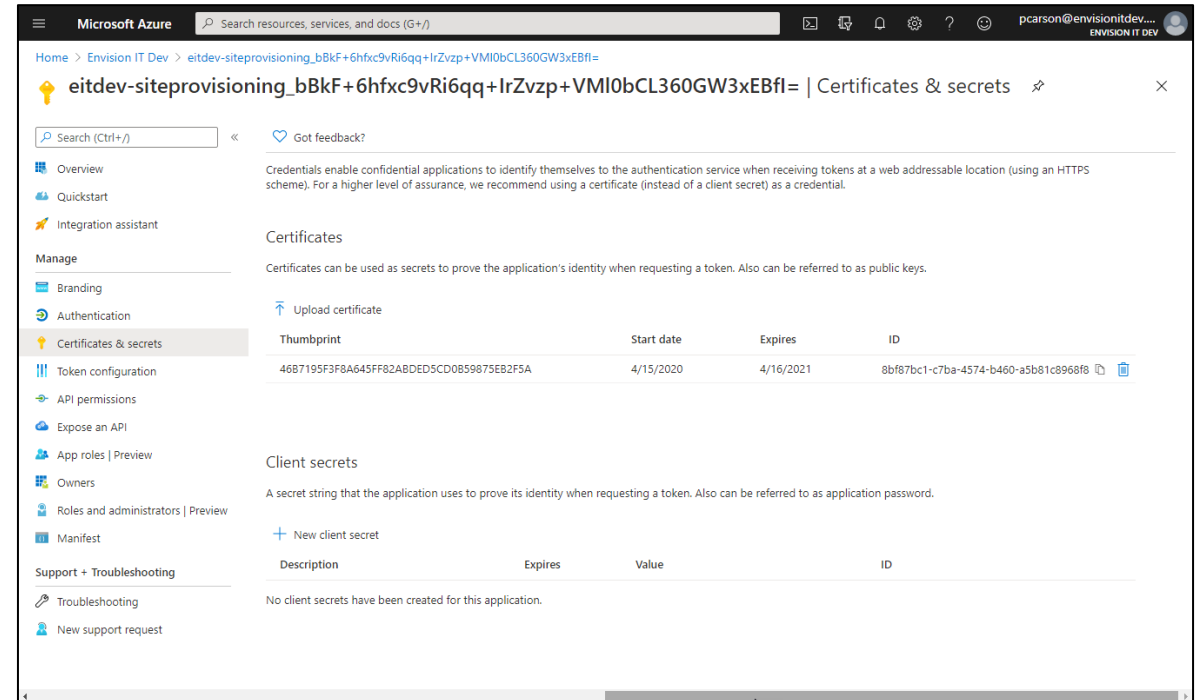 Microsoft Azure
Search resources, services, and docs (G+/)
pcarson@envisionitdev....
ENVISION IT DEV
Home > Envision IT Dev > eitdev-siteprovisioning_bBkF+6hfxc9vRi6qq+IrZvzp+VMl0bCL360GW3xEBfI=
eitdev-siteprovisioning_bBkF+6hfxc9vRi6qq+IrZvzp+VMl0bCL360GW3xEBfI= | Certificates & secrets
Search (Ctrl+/)
Overview
Quickstart
Integration assistant
Manage
Branding
Authentication
Certificates & secrets
Token configuration
API permissions
Expose an API
App roles | Preview
Owners
Roles and administrators | Preview
Manifest
Support + Troubleshooting
Troubleshooting
New support request
Got feedback?
Credentials enable confidential applications to identify themselves to the authentication service when receiving tokens at a web addressable location (using an HTTPS
scheme). For a higher level of assurance, we recommend using a certificate (instead of a client secret) as a credential.
Certificates
Certificates can be used as secrets to prove the application's identity when requesting a token. Also can be referred to as public keys.
Upload certificate
Thumbprint Start date Expires ID
46B7195F3F8A645FF82ABDED5CD0B59875EB2F5A 4/15/2020 4/16/2021 8bf87bc1-c7ba-4574-b460-a5b81c8968f8
Client secrets
A secret string that the application uses to prove its identity when requesting a token. Also can be referred to as application password.
New client secret
Description Expires Value ID
No client secrets have been created for this application.